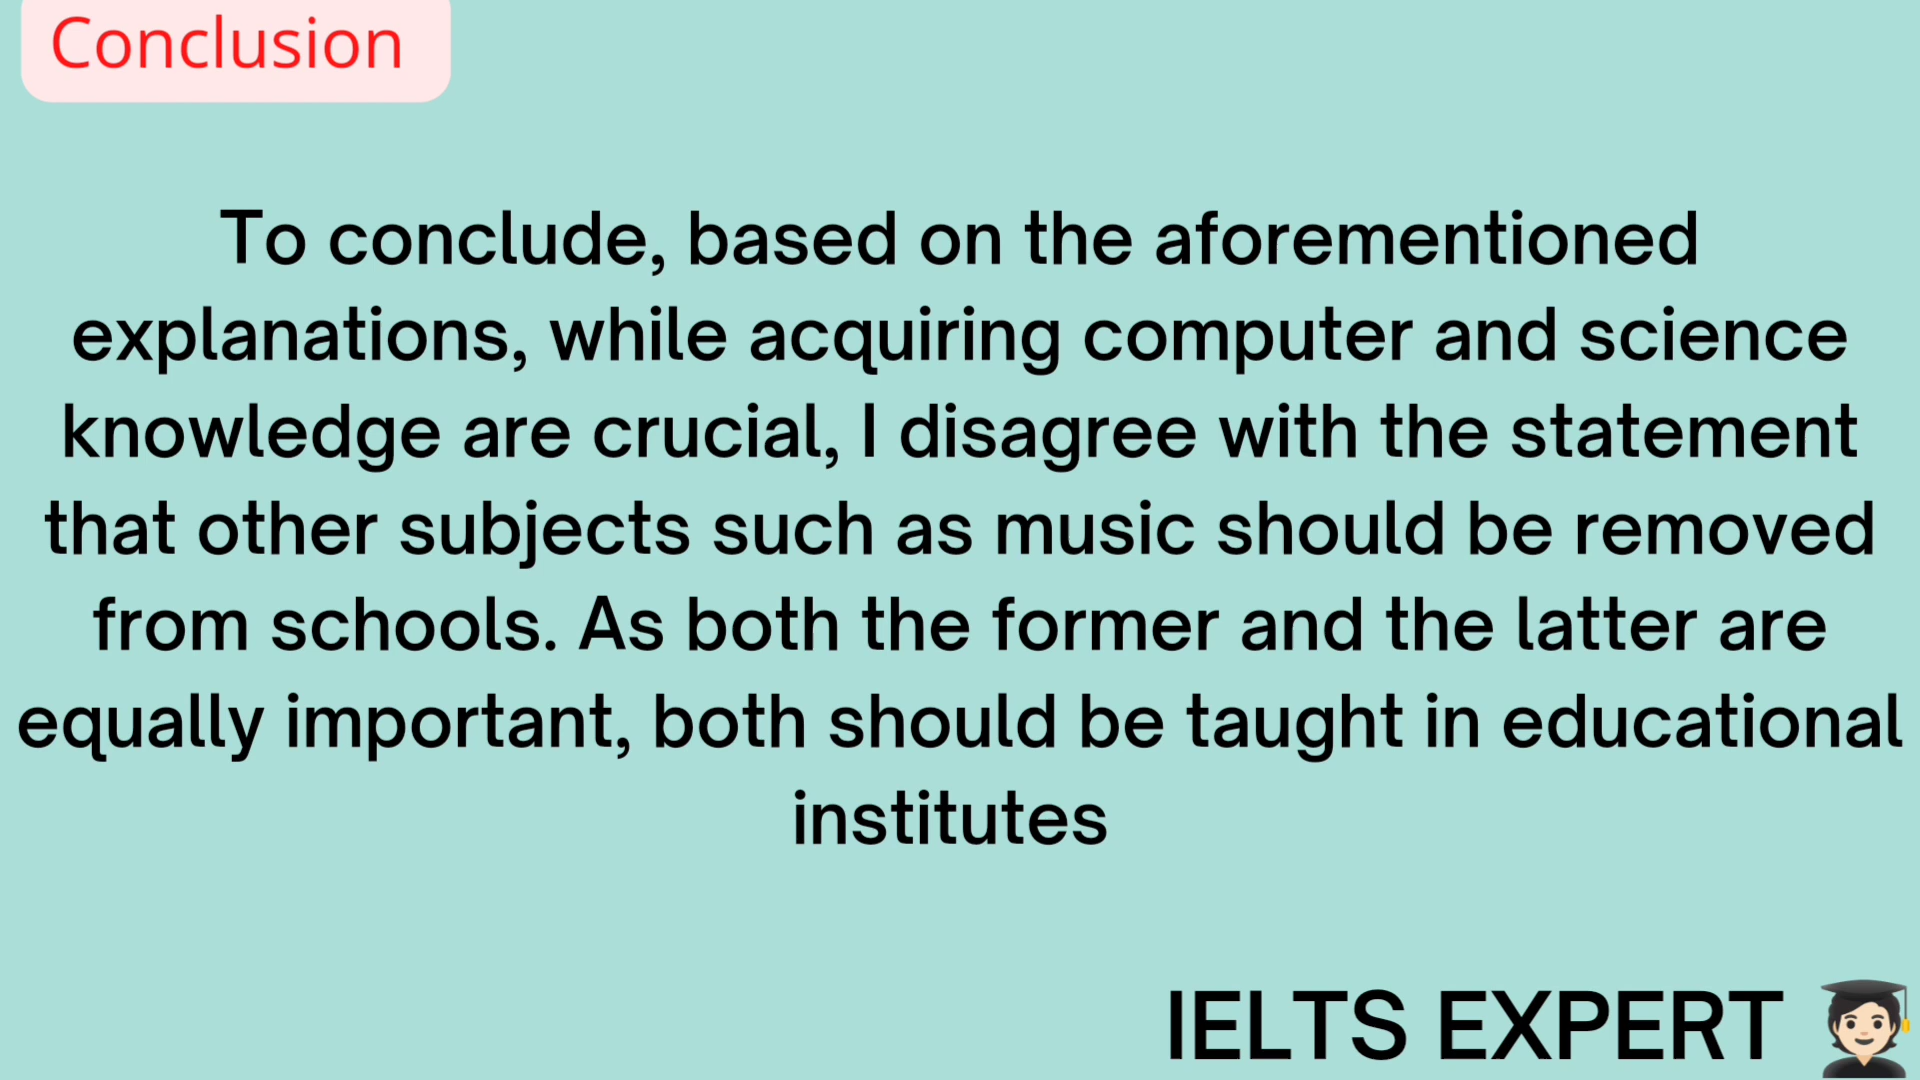 Conclusion
To conclude, based on the aforementioned
explanations, while acquiring computer and science
knowledge are crucial, I disagree with the statement
that other subjects such as music should be removed
from schools. As both the former and the latter are
equally important, both should be taught in educational
institutes
IELTS EXPERT